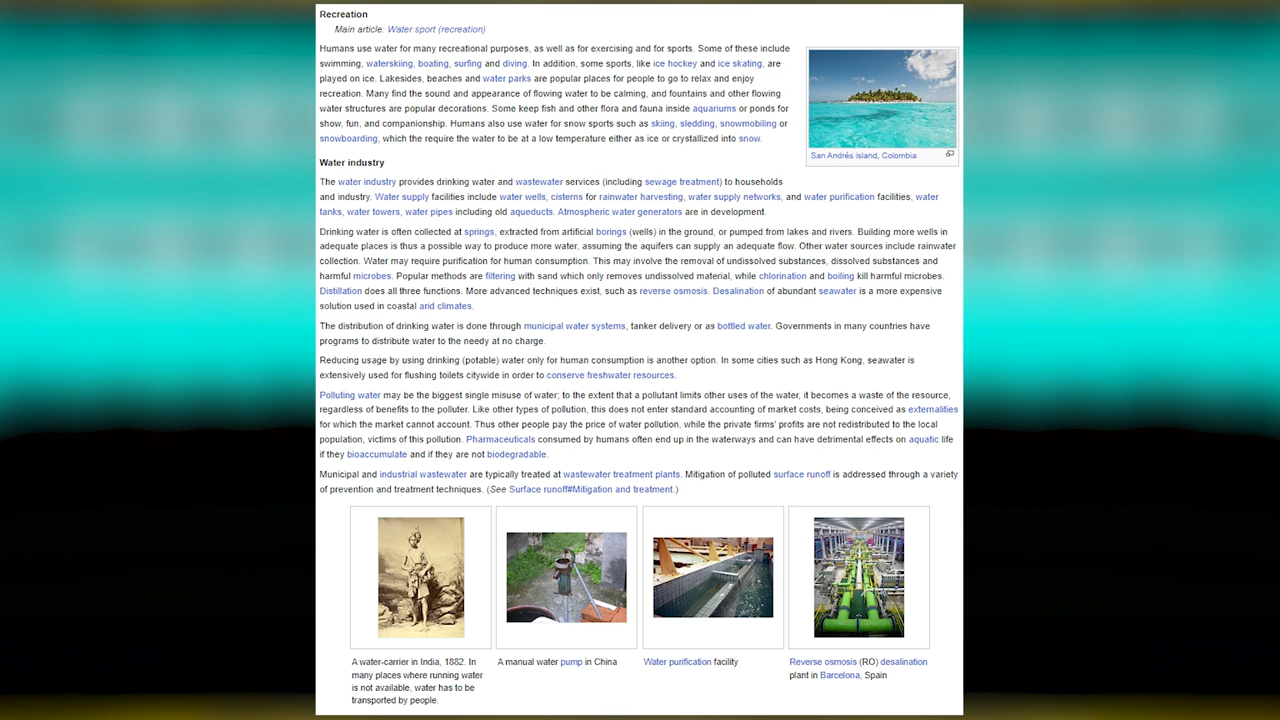 Recreation
Main article: Water sport (recreation)
Humans use water for many recreational purposes, as well as for exercising and for sports. Some of these include
swimming, waterskiing, boating, surfing and diving. In addition, some sports, like ice hockey and ice skating, are
played on ice. Lakesides, beaches and water parks are popular places for people to go to relax and enjoy
recreation. Many find the sound and appearance of flowing water to be calming, and fountains and other flowing
water structures are popular decorations. Some keep fish and other flora and fauna inside aquariums or ponds for
show, fun, and companionship. Humans also use water for snow sports such as skiing, sledding, snowmobiling or
snowboarding, which the require the water to be at a low temperature either as ice or crystallized into snow.
San Andrés island, Colombia
Water industry
The water industry provides drinking water and wastewater services (including sewage treatment) to households
and industry. Water supply facilities include water wells, cisterns for rainwater harvesting, water supply networks, and water purification facilities, water
tanks, water towers, water pipes including old aqueducts. Atmospheric water generators are in development.
Drinking water is often collected at springs, extracted from artificial borings (wells) in the ground, or pumped from lakes and rivers. Building more wells in
adequate places is thus a possible way to produce more water, assuming the aquifers can supply an adequate flow. Other water sources include rainwater
collection. Water may require purification for human consumption. This may involve the removal of undissolved substances, dissolved substances and
harmful microbes. Popular methods are filtering with sand which only removes undissolved material, while chlorination and boiling kill harmful microbes.
Distillation does all three functions. More advanced techniques exist, such as reverse osmosis. Desalination of abundant seawater is a more expensive
solution used in coastal arid climates.
The distribution of drinking water is done through municipal water systems, tanker delivery or as bottled water. Governments in many countries have
programs to distribute water to the needy at no charge.
Reducing usage by using drinking (potable) water only for human consumption is another option. In some cities such as Hong Kong, seawater is
extensively used for flushing toilets citywide in order to conserve freshwater resources.
Polluting water may be the biggest single misuse of water; to the extent that a pollutant limits other uses of the water, it becomes a waste of the resource,
regardless of benefits to the polluter. Like other types of pollution, this does not enter standard accounting of market costs, being conceived as externalities
for which the market cannot account. Thus other people pay the price of water pollution, while the private firms' profits are not redistributed to the local
population, victims of this pollution. Pharmaceuticals consumed by humans often end up in the waterways and can have detrimental effects on aquatic life
if they bioaccumulate and if they are not biodegradable.
Municipal and industrial wastewater are typically treated at wastewater treatment plants. Mitigation of polluted surface runoff is addressed through a variety
of prevention and treatment techniques. (See Surface runoff#Mitigation and treatment.)
A water-carrier in India, 1882. In
many places where running water
is not available, water has to be
transported by people.
A manual water pump in China
Water purification facility
Reverse osmosis (RO) desalination
plant in Barcelona, Spain